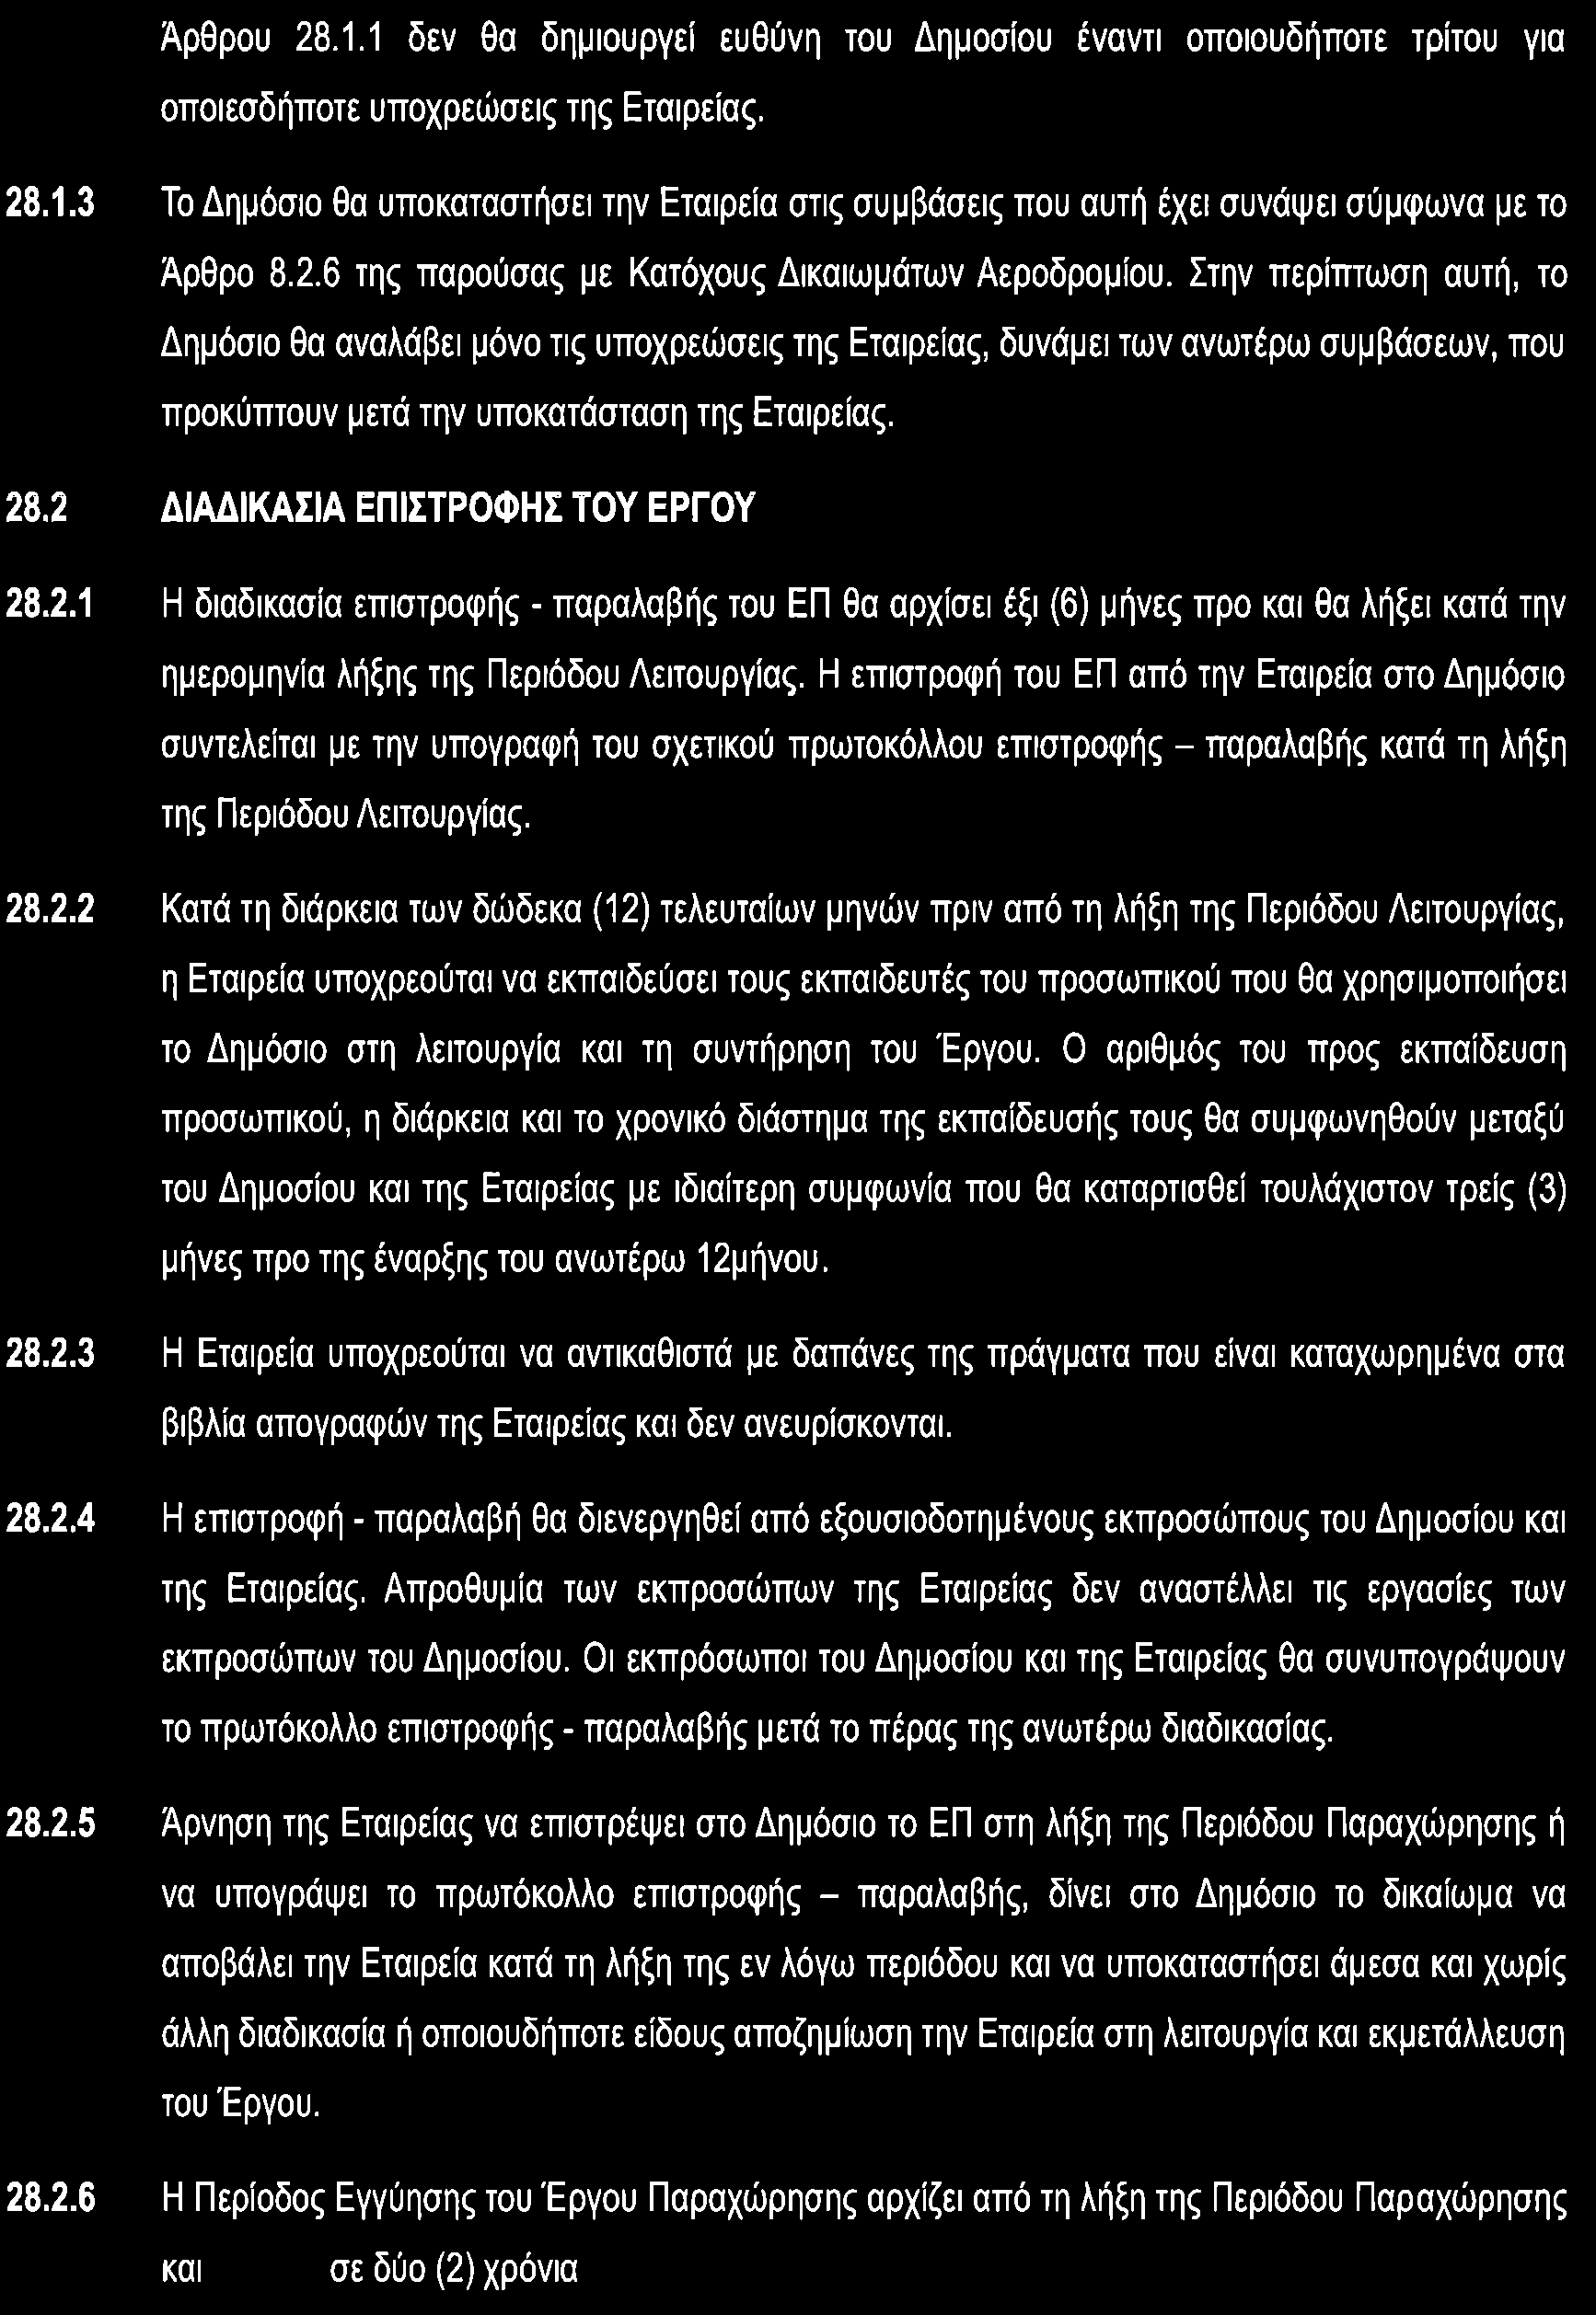 Άρθρου 28.1.1 δεν θα δημιουργεί ευθύνη του Δημοσίου έναντι οποιουδήποτε τρίτου για
οποιεσδήποτε υποχρεώσεις της Εταιρείας.
28.1.3 Το Δημόσιο θα υποκαταστήσει την Εταιρεία στις συμβάσεις που αυτή έχει συνάψει σύμφωνα με το
Άρθρο 8.2.6 της παρούσας με Κατόχους Δικαιωμάτων Αεροδρομίου. Στην περίπτωση αυτή, το
Δημόσιο θα αναλάβει μόνο τις υποχρεώσεις της Εταιρείας, δυνάμει των ανωτέρω συμβάσεων, που
προκύπτουν μετά την υποκατάσταση της Εταιρείας.
28.2 ΔΙΑΔΙΚΑΣΙΑ ΕΠΙΣΤΡΟΦΗΣ ΤΟΥ ΕΡΓΟΥ
28.2.1 Η διαδικασία επιστροφής - παραλαβής του ΕΠ θα αρχίσει έξι (6) μήνες προ και θα λήξει κατά την
ημερομηνία λήξης της Περιόδου Λειτουργίας. Η επιστροφή του ΕΠ από την Εταιρεία στο Δημόσιο
συντελείται με την υπογραφή του σχετικού πρωτοκόλλου επιστροφής – παραλαβής κατά τη λήξη
της Περιόδου Λειτουργίας.
28.2.2 Κατά τη διάρκεια των δώδεκα (12) τελευταίων μηνών πριν από τη λήξη της Περιόδου Λειτουργίας,
η Εταιρεία υποχρεούται να εκπαιδεύσει τους εκπαιδευτές του προσωπικού που θα χρησιμοποιήσει
το Δημόσιο στη λειτουργία και τη συντήρηση του Έργου. Ο αριθμός του προς εκπαίδευση
προσωπικού, η διάρκεια και το χρονικό διάστημα της εκπαίδευσής τους θα συμφωνηθούν μεταξύ
του Δημοσίου και της Εταιρείας με ιδιαίτερη συμφωνία που θα καταρτισθεί τουλάχιστον τρείς (3)
μήνες προ της έναρξης του ανωτέρω 12μήνου.
28.2.3 Η Εταιρεία υποχρεούται να αντικαθιστά με δαπάνες της πράγματα που είναι καταχωρημένα στα
βιβλία απογραφών της Εταιρείας και δεν ανευρίσκονται.
28.2.4 Η επιστροφή - παραλαβή θα διενεργηθεί από εξουσιοδοτημένους εκπροσώπους του Δημοσίου και
της Εταιρείας. Απροθυμία των εκπροσώπων της Εταιρείας δεν αναστέλλει τις εργασίες των
εκπροσώπων του Δημοσίου. Οι εκπρόσωποι του Δημοσίου και της Εταιρείας θα συνυπογράψουν
το πρωτόκολλο επιστροφής - παραλαβής μετά το πέρας της ανωτέρω διαδικασίας.
28.2.5 Άρνηση της Εταιρείας να επιστρέψει στο Δημόσιο το ΕΠ στη λήξη της Περιόδου Παραχώρησης ή
να υπογράψει το πρωτόκολλο επιστροφής – παραλαβής, δίνει στο Δημόσιο το δικαίωμα να
αποβάλει την Εταιρεία κατά τη λήξη της εν λόγω περιόδου και να υποκαταστήσει άμεσα και χωρίς
άλλη διαδικασία ή οποιουδήποτε είδους αποζημίωση την Εταιρεία στη λειτουργία και εκμετάλλευση
του Έργου.
28.2.6 Η Περίοδος Εγγύησης του Έργου Παραχώρησης αρχίζει από τη λήξη της Περιόδου Παραχώρησης
και σε δύο (2) χρόνια